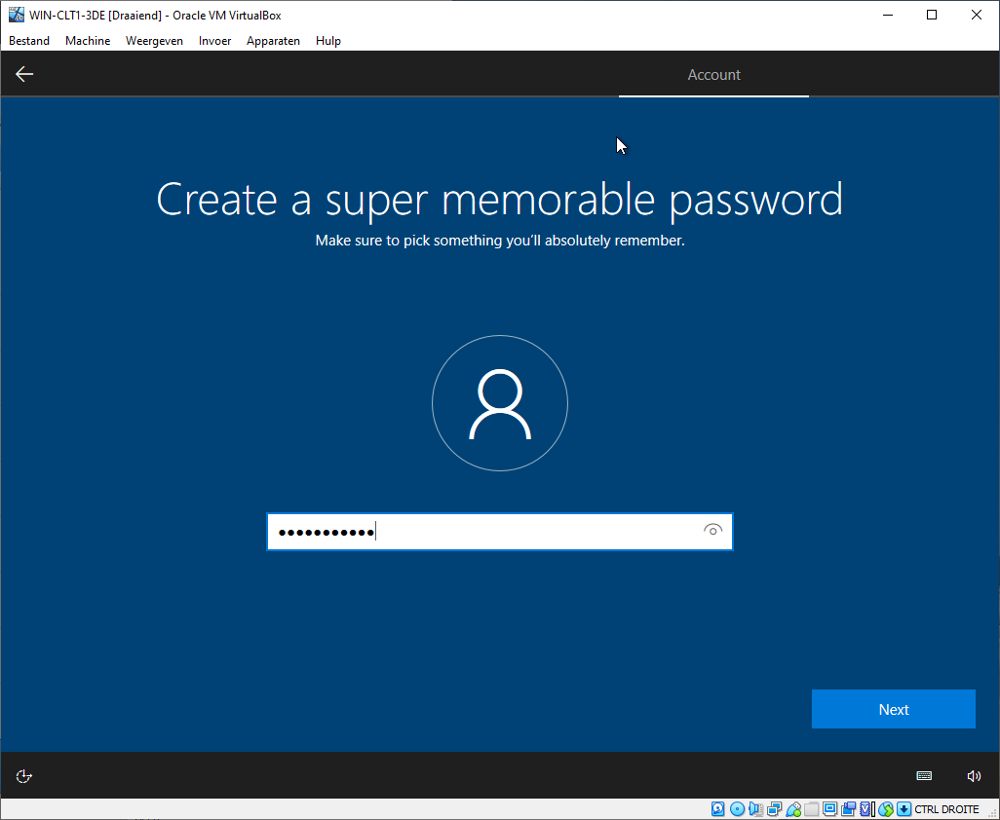 WIN-CLT1-3DE [Draaiend] - Oracle VM VirtualBox
Bestand Machine Weergeven Invoer Apparaten Hulp
Account
Create a super memorable password
Make sure to pick something you’ll absolutely remember.
Next
CTRL DROITE